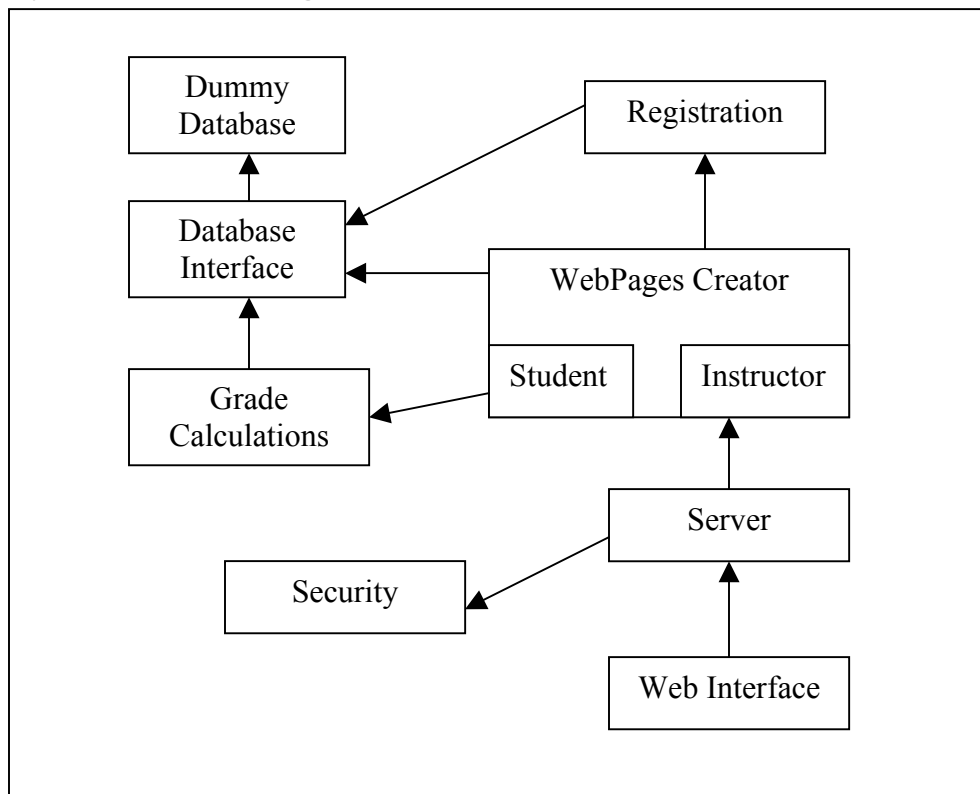 Dummy
Database
Registration
Database
Interface
WebPages Creator
Student
Instructor
Grade
Calculations
Server
Security
Web Interface